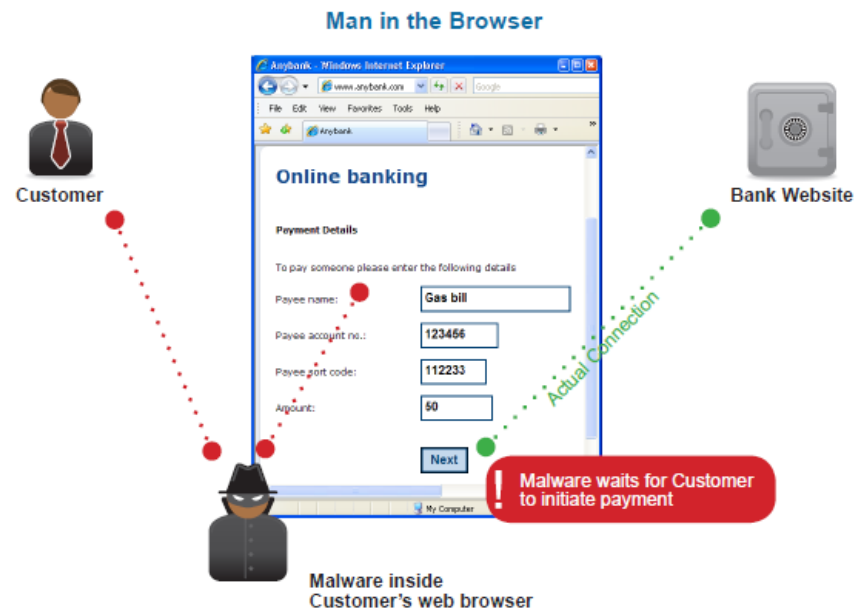 Man in the Browser
Anybank - Windows Internet Explorer
www.anybank.com
Google
File Edit View Favorites Tools Help
Anybank
Online banking
Customer
Bank Website
Payment Details
To pay someone please enter the following details
Payee name: Gas bill
Payee account no.: 123456
Payee sort code: 112233
Amount: 50
Actual Connection
Next
! Malware waits for Customer
to initiate payment
My Computer
Malware inside
Customer's web browser